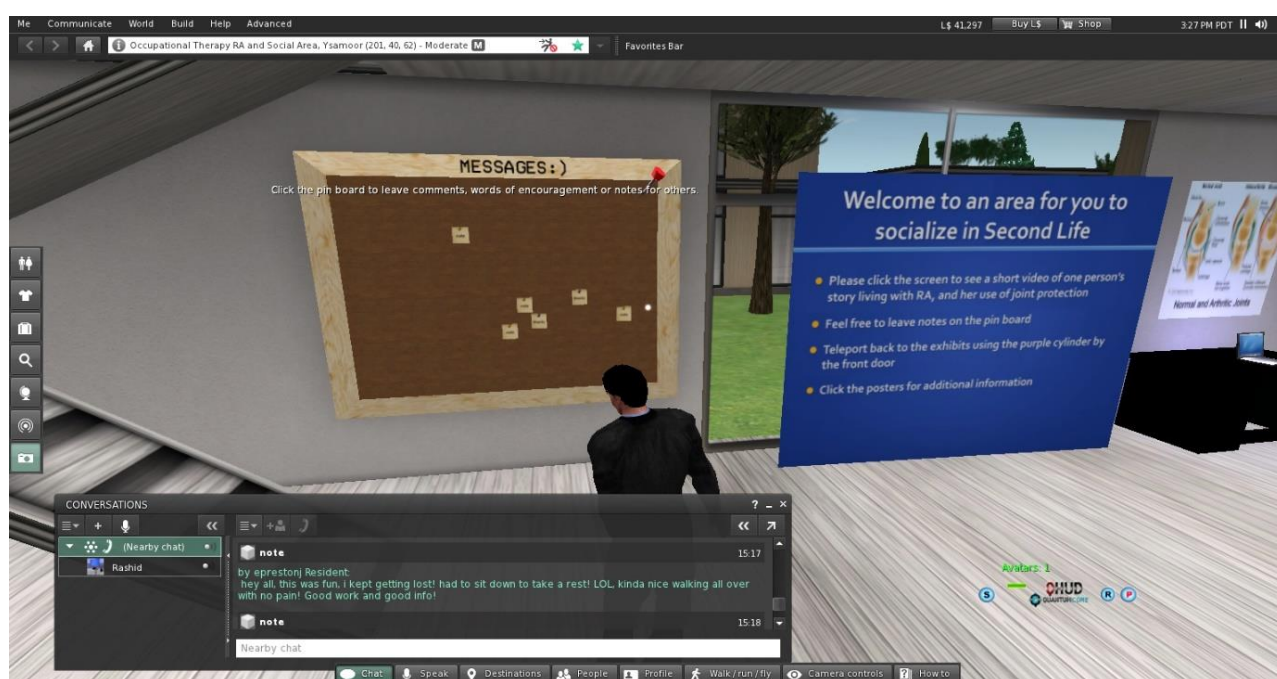 Me Communicate World Build Help Advanced L$ 41,297 Buy L$ Shop 3:27 PM PDT
Occupational Therapy RA and Social Area, Ysamoor (201, 40, 62) - Moderate M Favorites Bar
MESSAGES:)
Click the pin board to leave comments, words of encouragement or notes for others.
Welcome to an area for you to
socialize in Second Life
Please click the screen to see a short video of one person's
story living with RA, and her use of joint protection
Feel free to leave notes on the pin board
Teleport back to the exhibits using the purple cylinder by
the front door
Click the posters for additional information
Normal and Arthritic Joints
CONVERSATIONS
(Nearby chat)
Rashid
note 15:17
by eprestonj Resident:
hey all, this was fun, i kept getting lost! had to sit down to take a rest! LOL, kinda nice walking all over
with no pain! Good work and good info!
note 15:18
Nearby chat
Avatars: 1
S QHUD R P
Chat Speak Destinations People Profile Walk / run / fly Camera controls How to